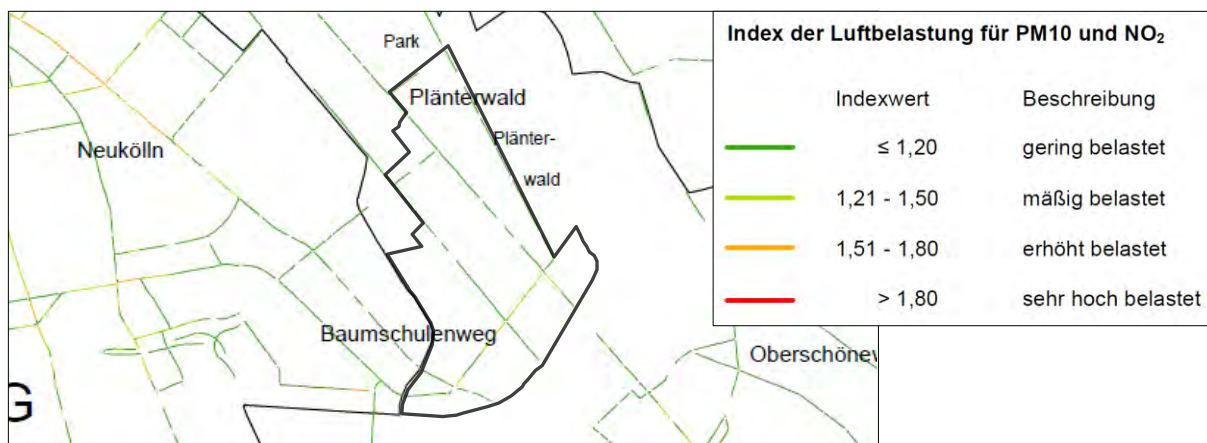 Park
Plänterwald
Plänter-
wald
Neukölln
Baumschulenweg
Oberschönew
G
Index der Luftbelastung für PM10 und NO₂
Indexwert Beschreibung
≤ 1,20 gering belastet
1,21 - 1,50 mäßig belastet
1,51 - 1,80 erhöht belastet
> 1,80 sehr hoch belastet